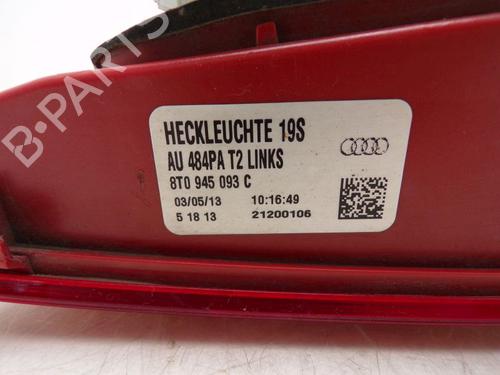 B-PARTS
HECKLEUCHTE 19S
AU 484PA T2 LINKS
8T0 945 093 C
03/05/13 10:16:49
5 18 13 21200106